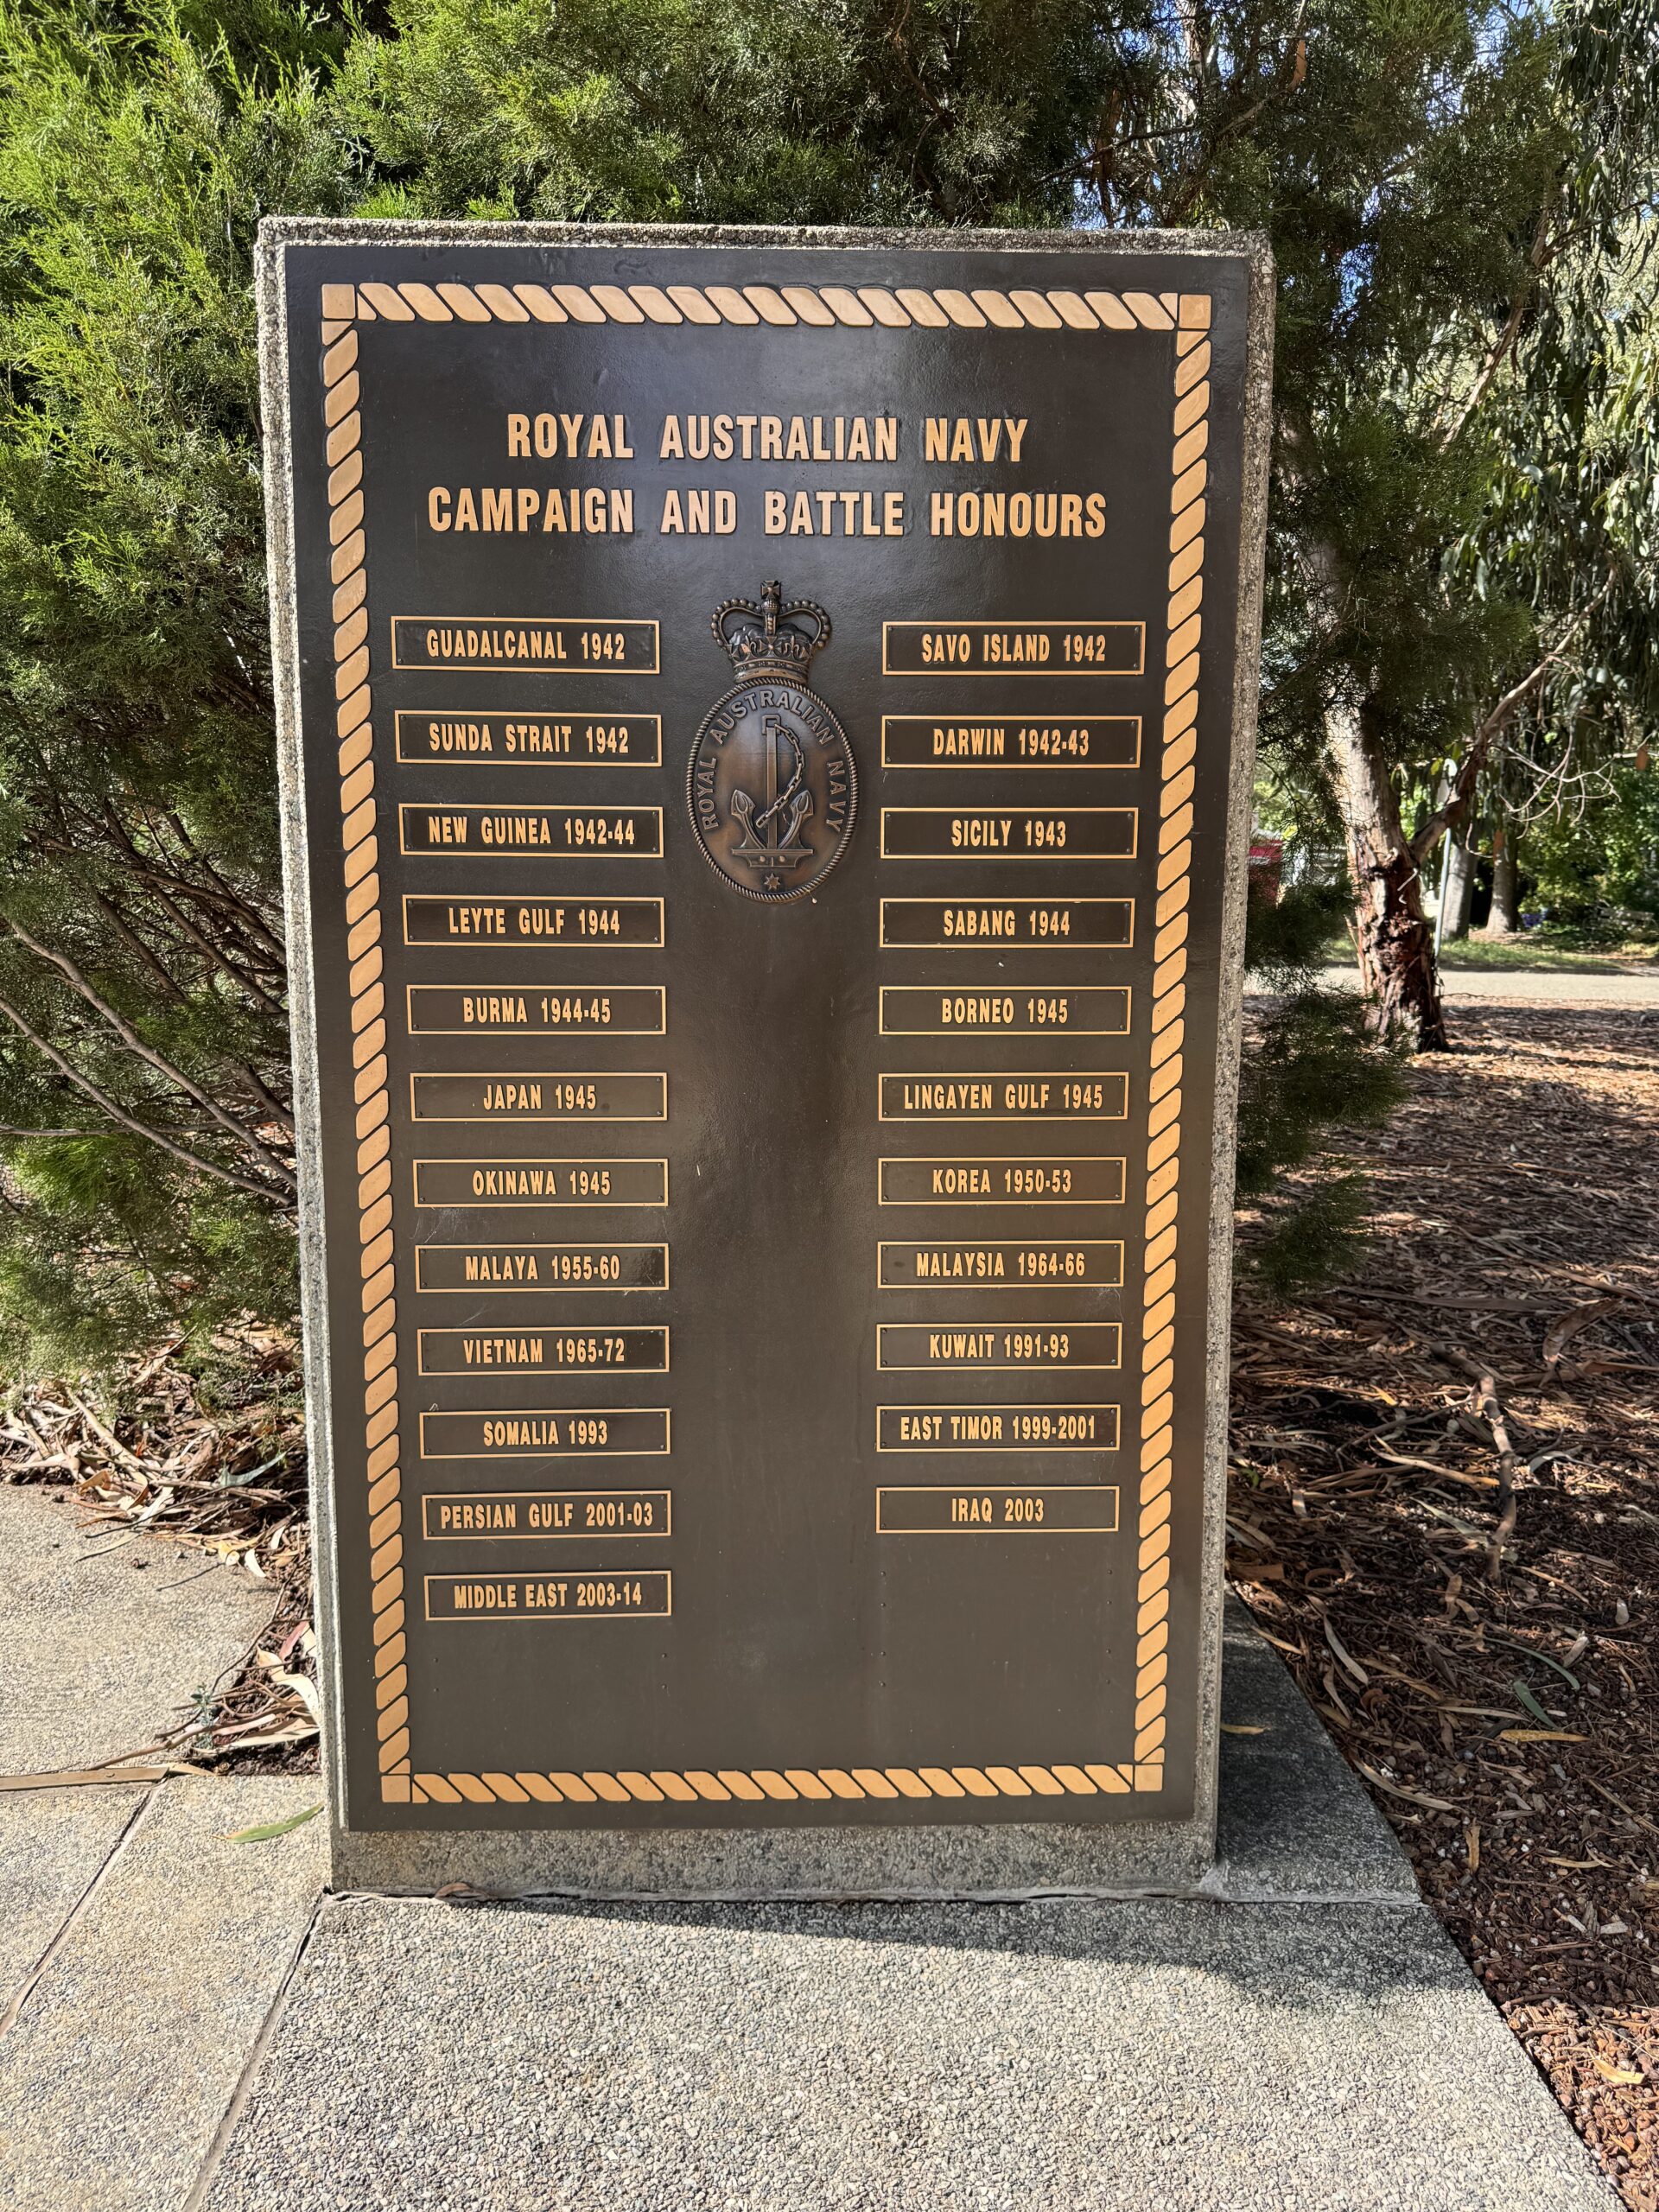 ROYAL AUSTRALIAN NAVY
CAMPAIGN AND BATTLE HONOURS
GUADALCANAL 1942
SAVO ISLAND 1942
ROYAL AUSTRALIAN NAVY
SUNDA STRAIT 1942
DARWIN 1942-43
NEW GUINEA 1942-44
SICILY 1943
LEYTE GULF 1944
SABANG 1944
BURMA 1944-45
BORNEO 1945
JAPAN 1945
LINGAYEN GULF 1945
OKINAWA 1945
KOREA 1950-53
MALAYA 1955-60
MALAYSIA 1964-66
VIETNAM 1965-72
KUWAIT 1991-93
SOMALIA 1993
EAST TIMOR 1999-2001
PERSIAN GULF 2001-03
IRAQ 2003
MIDDLE EAST 2003-14